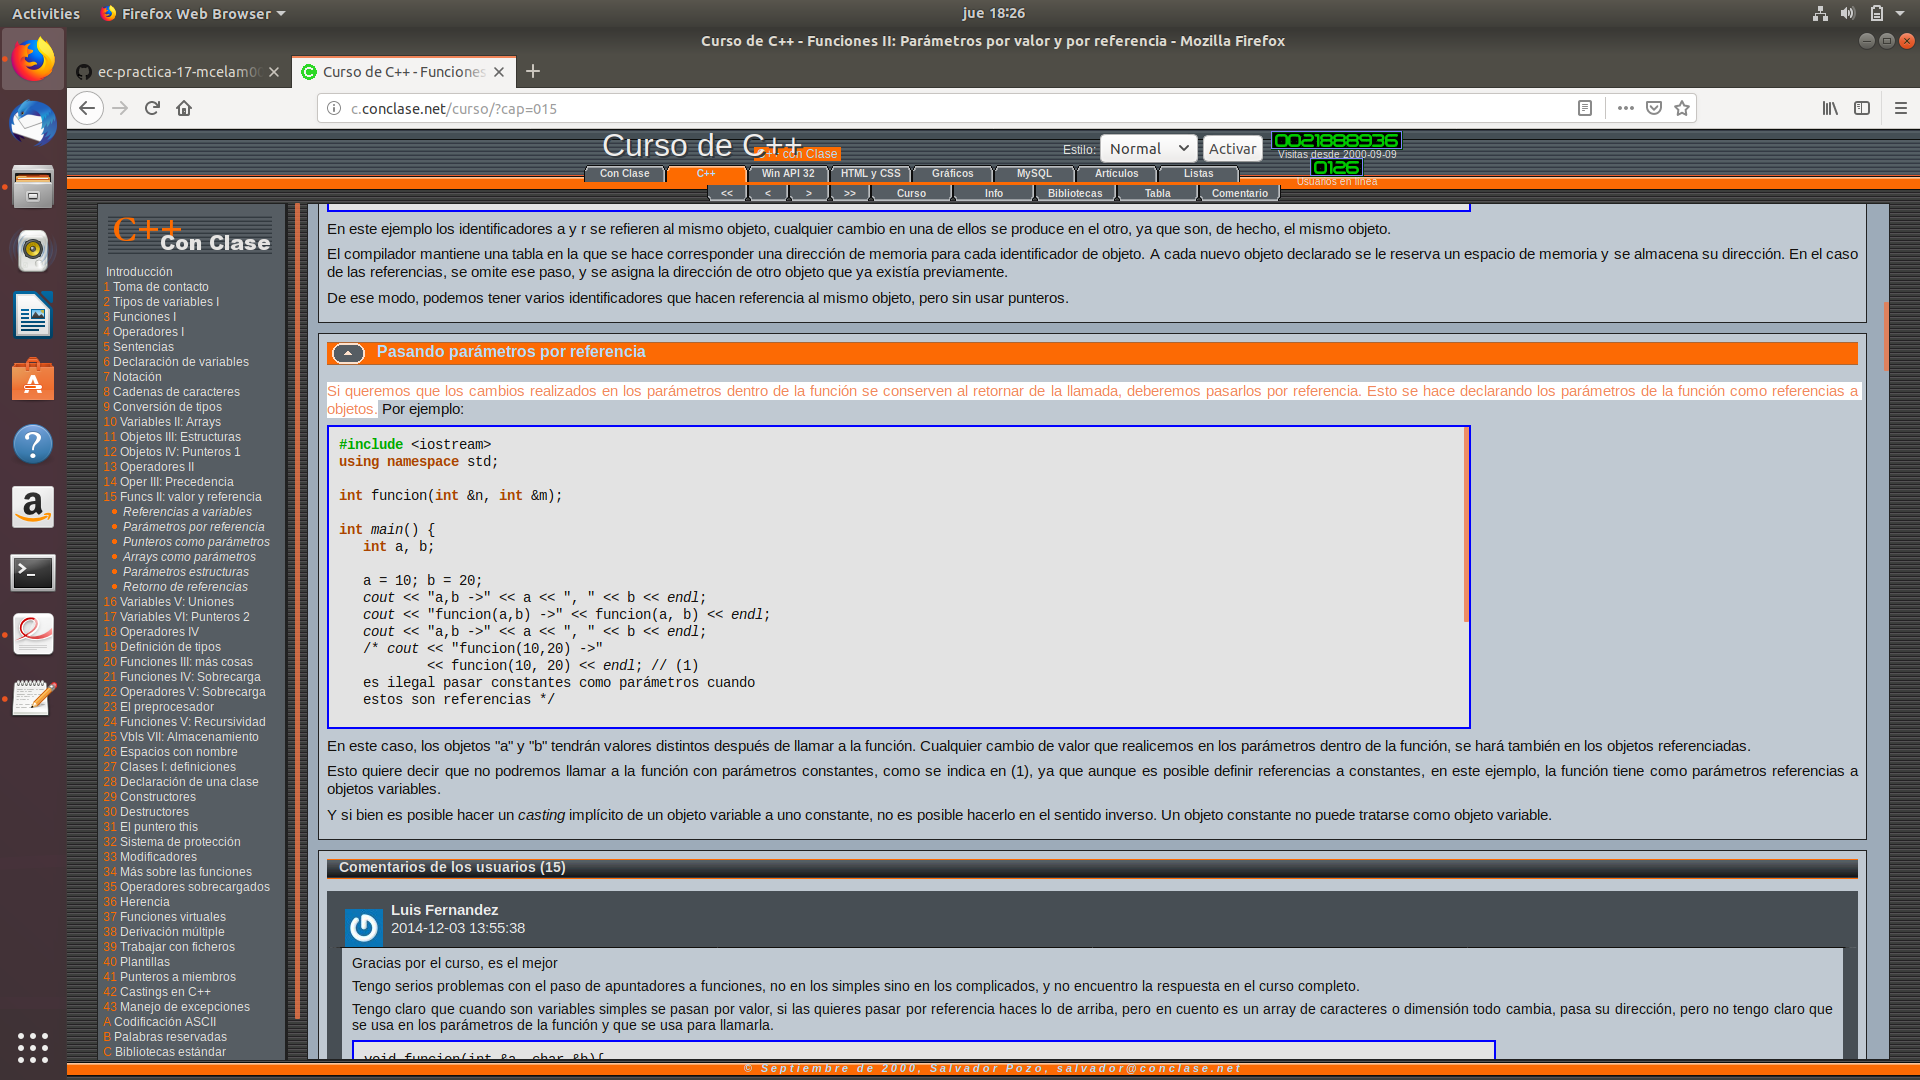 Activities
Firefox Web Browser
jue 18:26
Curso de C++ - Funciones II: Parámetros por valor y por referencia - Mozilla Firefox
ec-practica-17-mcelam0
Curso de C++ - Funciones
c.conclase.net/curso/?cap=015
Curso de C++
C++ con Clase
Estilo:
Normal
Activar
0021888936
Visitas desde 2000-09-09
0126
Usuarios en línea
Con Clase
C++
Win API 32
HTML y CSS
Gráficos
MySQL
Artículos
Listas
<<
<
>
>>
Curso
Info
Bibliotecas
Tabla
Comentario
C++
Con Clase
Introducción
1 Toma de contacto
2 Tipos de variables I
3 Funciones I
4 Operadores I
5 Sentencias
6 Declaración de variables
7 Notación
8 Cadenas de caracteres
9 Conversión de tipos
10 Variables II: Arrays
11 Objetos III: Estructuras
12 Objetos IV: Punteros 1
13 Operadores II
14 Oper III: Precedencia
15 Funcs II: valor y referencia
Referencias a variables
Parámetros por referencia
Punteros como parámetros
Arrays como parámetros
Parámetros estructuras
Retorno de referencias
16 Variables V: Uniones
17 Variables VI: Punteros 2
18 Operadores IV
19 Definición de tipos
20 Funciones III: más cosas
21 Funciones IV: Sobrecarga
22 Operadores V: Sobrecarga
23 El preprocesador
24 Funciones V: Recursividad
25 Vbls VII: Almacenamiento
26 Espacios con nombre
27 Clases I: definiciones
28 Declaración de una clase
29 Constructores
30 Destructores
31 El puntero this
32 Sistema de protección
33 Modificadores
34 Más sobre las funciones
35 Operadores sobrecargados
36 Herencia
37 Funciones virtuales
38 Derivación múltiple
39 Trabajar con ficheros
40 Plantillas
41 Punteros a miembros
42 Castings en C++
43 Manejo de excepciones
A Codificación ASCII
B Palabras reservadas
C Bibliotecas estándar
En este ejemplo los identificadores a y r se refieren al mismo objeto, cualquier cambio en una de ellos se produce en el otro, ya que son, de hecho, el mismo objeto.
El compilador mantiene una tabla en la que se hace corresponder una dirección de memoria para cada identificador de objeto. A cada nuevo objeto declarado se le reserva un espacio de memoria y se almacena su dirección. En el caso
de las referencias, se omite ese paso, y se asigna la dirección de otro objeto que ya existía previamente.
De ese modo, podemos tener varios identificadores que hacen referencia al mismo objeto, pero sin usar punteros.
Pasando parámetros por referencia
Si queremos que los cambios realizados en los parámetros dentro de la función se conserven al retornar de la llamada, deberemos pasarlos por referencia. Esto se hace declarando los parámetros de la función como referencias a
objetos. Por ejemplo:
#include <iostream>
using namespace std;
int funcion(int &n, int &m);
int main() {
int a, b;
a = 10; b = 20;
cout << "a,b ->" << a << ", " << b << endl;
cout << "funcion(a,b) ->" << funcion(a, b) << endl;
cout << "a,b ->" << a << ", " << b << endl;
/* cout << "funcion(10,20) ->"
<< funcion(10, 20) << endl; // (1)
es ilegal pasar constantes como parámetros cuando
estos son referencias */
En este caso, los objetos "a" y "b" tendrán valores distintos después de llamar a la función. Cualquier cambio de valor que realicemos en los parámetros dentro de la función, se hará también en los objetos referenciadas.
Esto quiere decir que no podremos llamar a la función con parámetros constantes, como se indica en (1), ya que aunque es posible definir referencias a constantes, en este ejemplo, la función tiene como parámetros referencias a
objetos variables.
Y si bien es posible hacer un casting implícito de un objeto variable a uno constante, no es posible hacerlo en el sentido inverso. Un objeto constante no puede tratarse como objeto variable.
Comentarios de los usuarios (15)
Luis Fernandez
2014-12-03 13:55:38
Gracias por el curso, es el mejor
Tengo serios problemas con el paso de apuntadores a funciones, no en los simples sino en los complicados, y no encuentro la respuesta en el curso completo.
Tengo claro que cuando son variables simples se pasan por valor, si las quieres pasar por referencia haces lo de arriba, pero en cuento es un array de caracteres o dimensión todo cambia, pasa su dirección, pero no tengo claro que
se usa en los parámetros de la función y que se usa para llamarla.
void funcion(int &a, char &b){
© Septiembre de 2000, Salvador Pozo, salvador@conclase.net